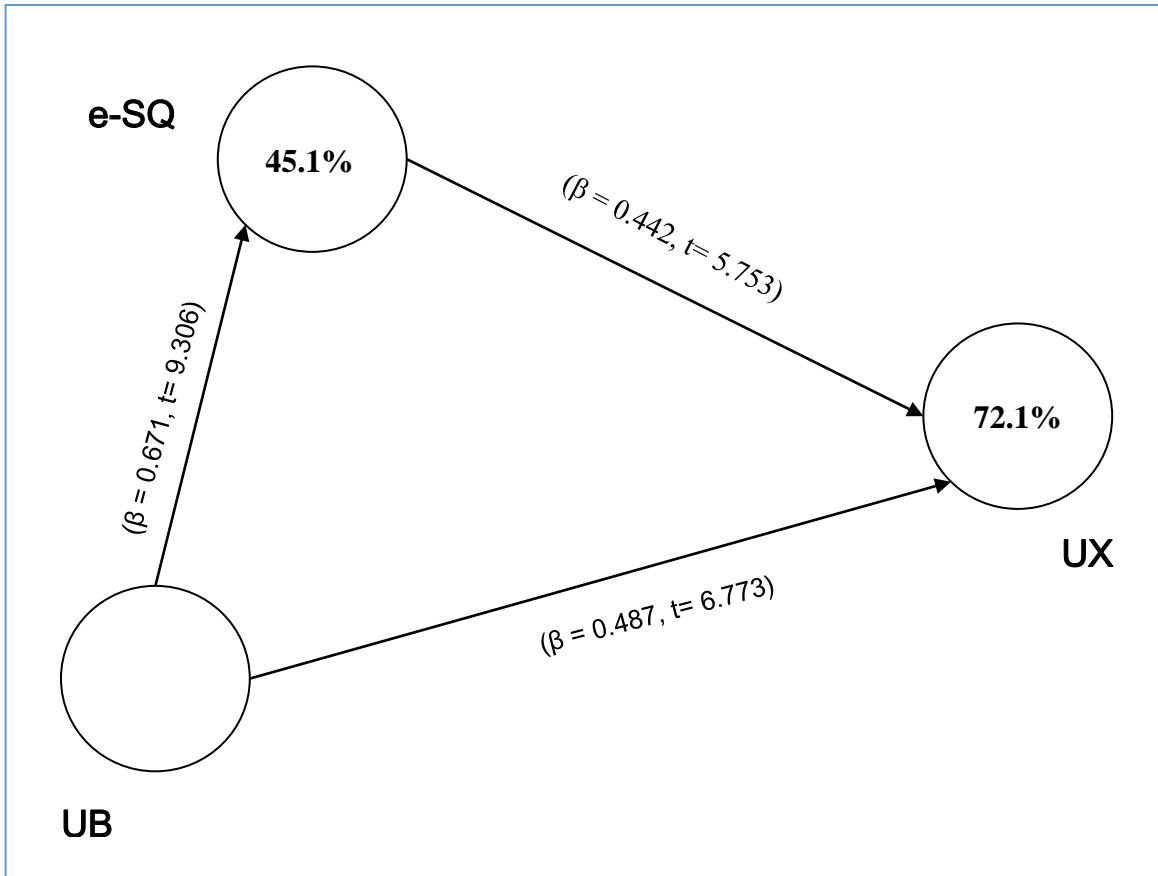 e-SQ
45.1%
(β = 0.442, t= 5.753)
(β = 0.671, t= 9.306)
72.1%
UX
(β = 0.487, t= 6.773)
UB